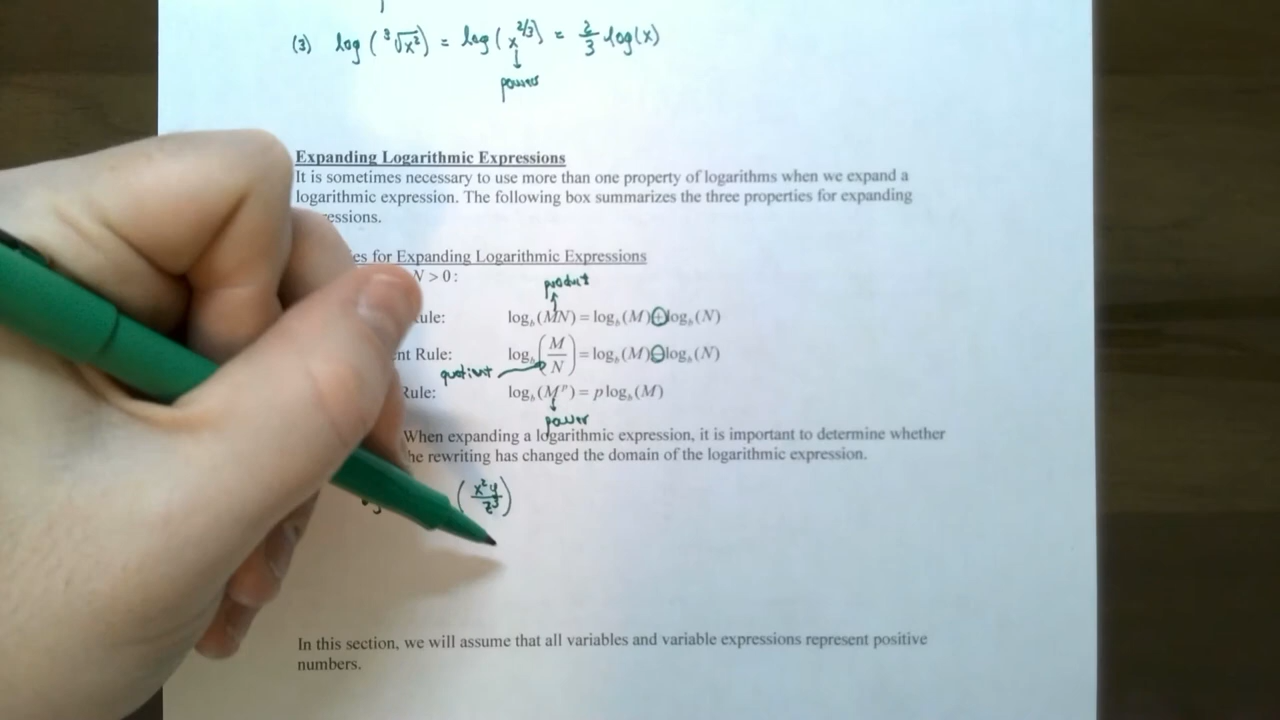 (3) log(∛x²) = log(x^2/3) = 2/3 log(x)
power
Expanding Logarithmic Expressions
It is sometimes necessary to use more than one property of logarithms when we expand a
logarithmic expression. The following box summarizes the three properties for expanding
essions.
es for Expanding Logarithmic Expressions
N > 0:
product
ule: log_b(MN) = log_b(M) + log_b(N)
nt Rule: log_b(M/N) = log_b(M) − log_b(N)
quotient
Rule: log_b(M^p) = p log_b(M)
power
When expanding a logarithmic expression, it is important to determine whether
he rewriting has changed the domain of the logarithmic expression.
(x²y/z³)
In this section, we will assume that all variables and variable expressions represent positive
numbers.